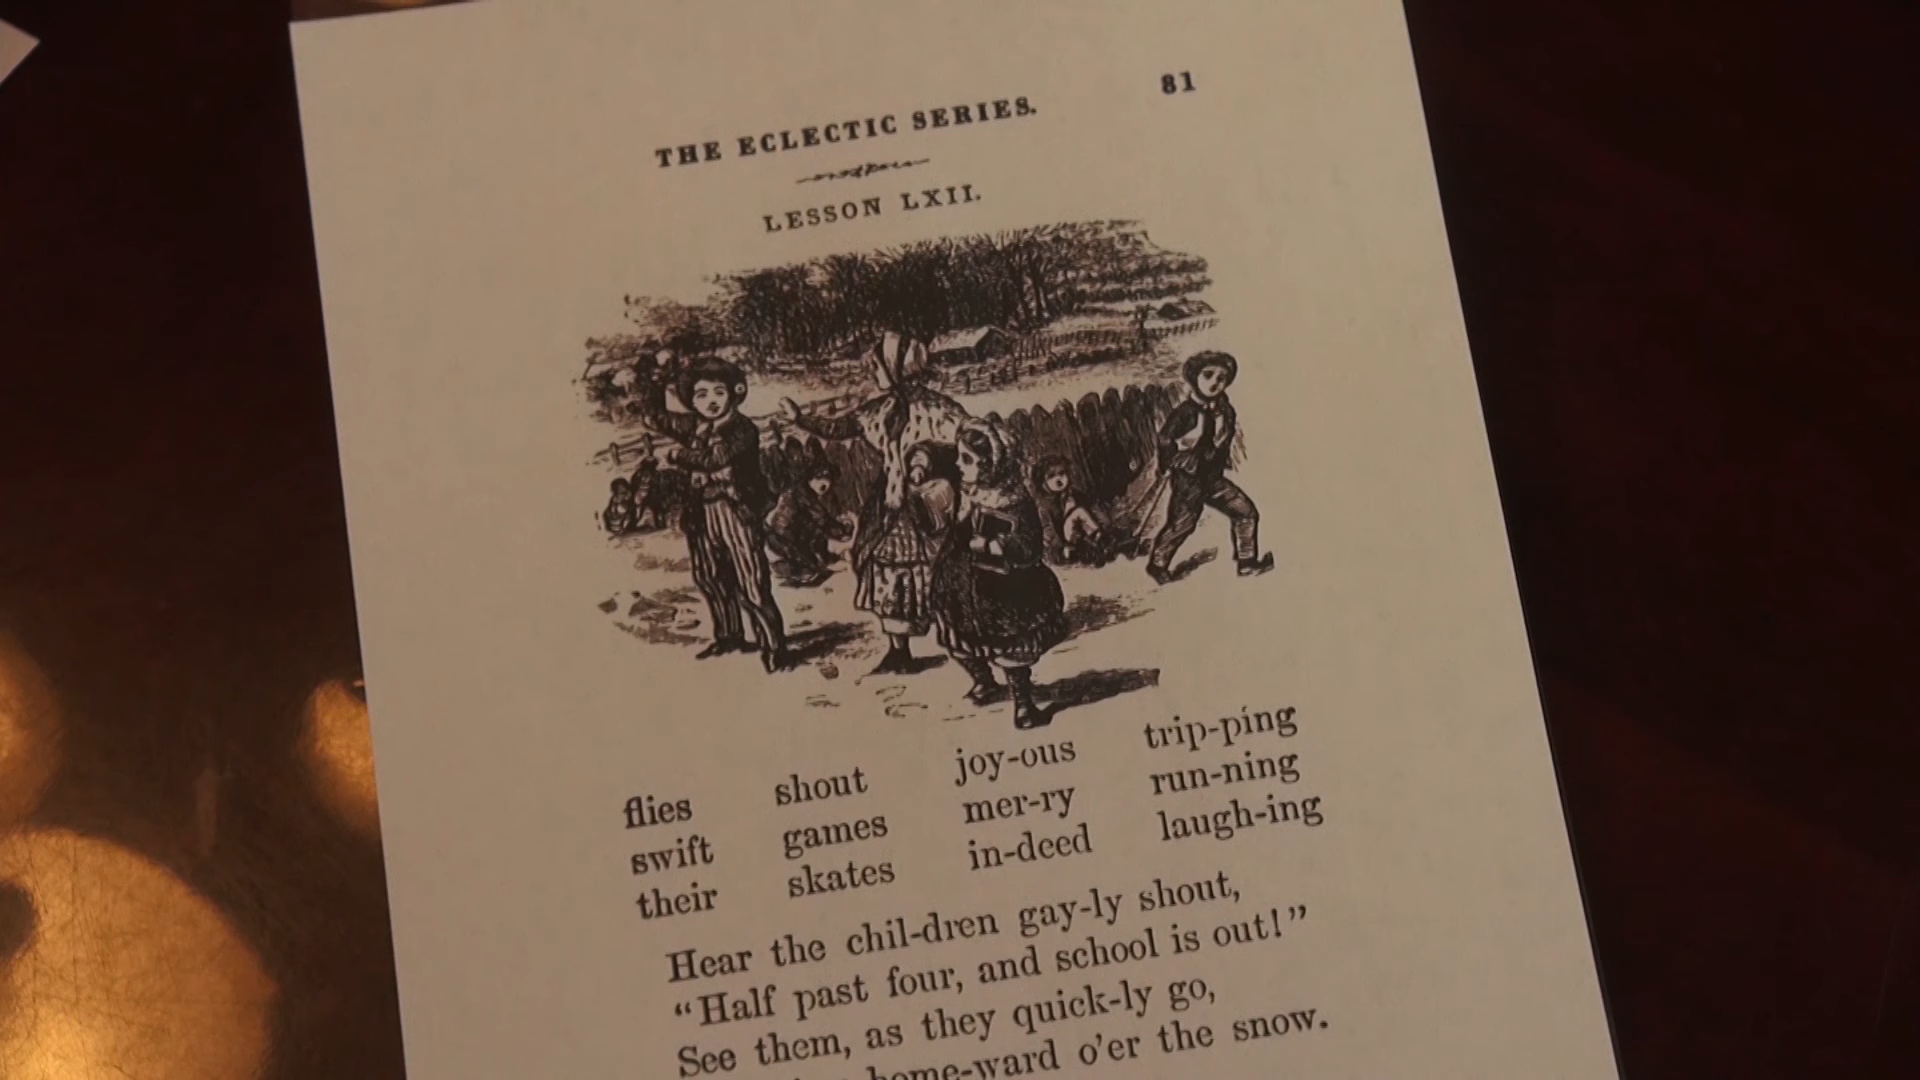 81
THE ECLECTIC SERIES.
LESSON LXII.
flies shout joy-ous trip-ping
swift games mer-ry run-ning
their skates in-deed laugh-ing
Hear the chil-dren gay-ly shout,
“Half past four, and school is out!”
See them, as they quick-ly go,
home-ward o’er the snow.